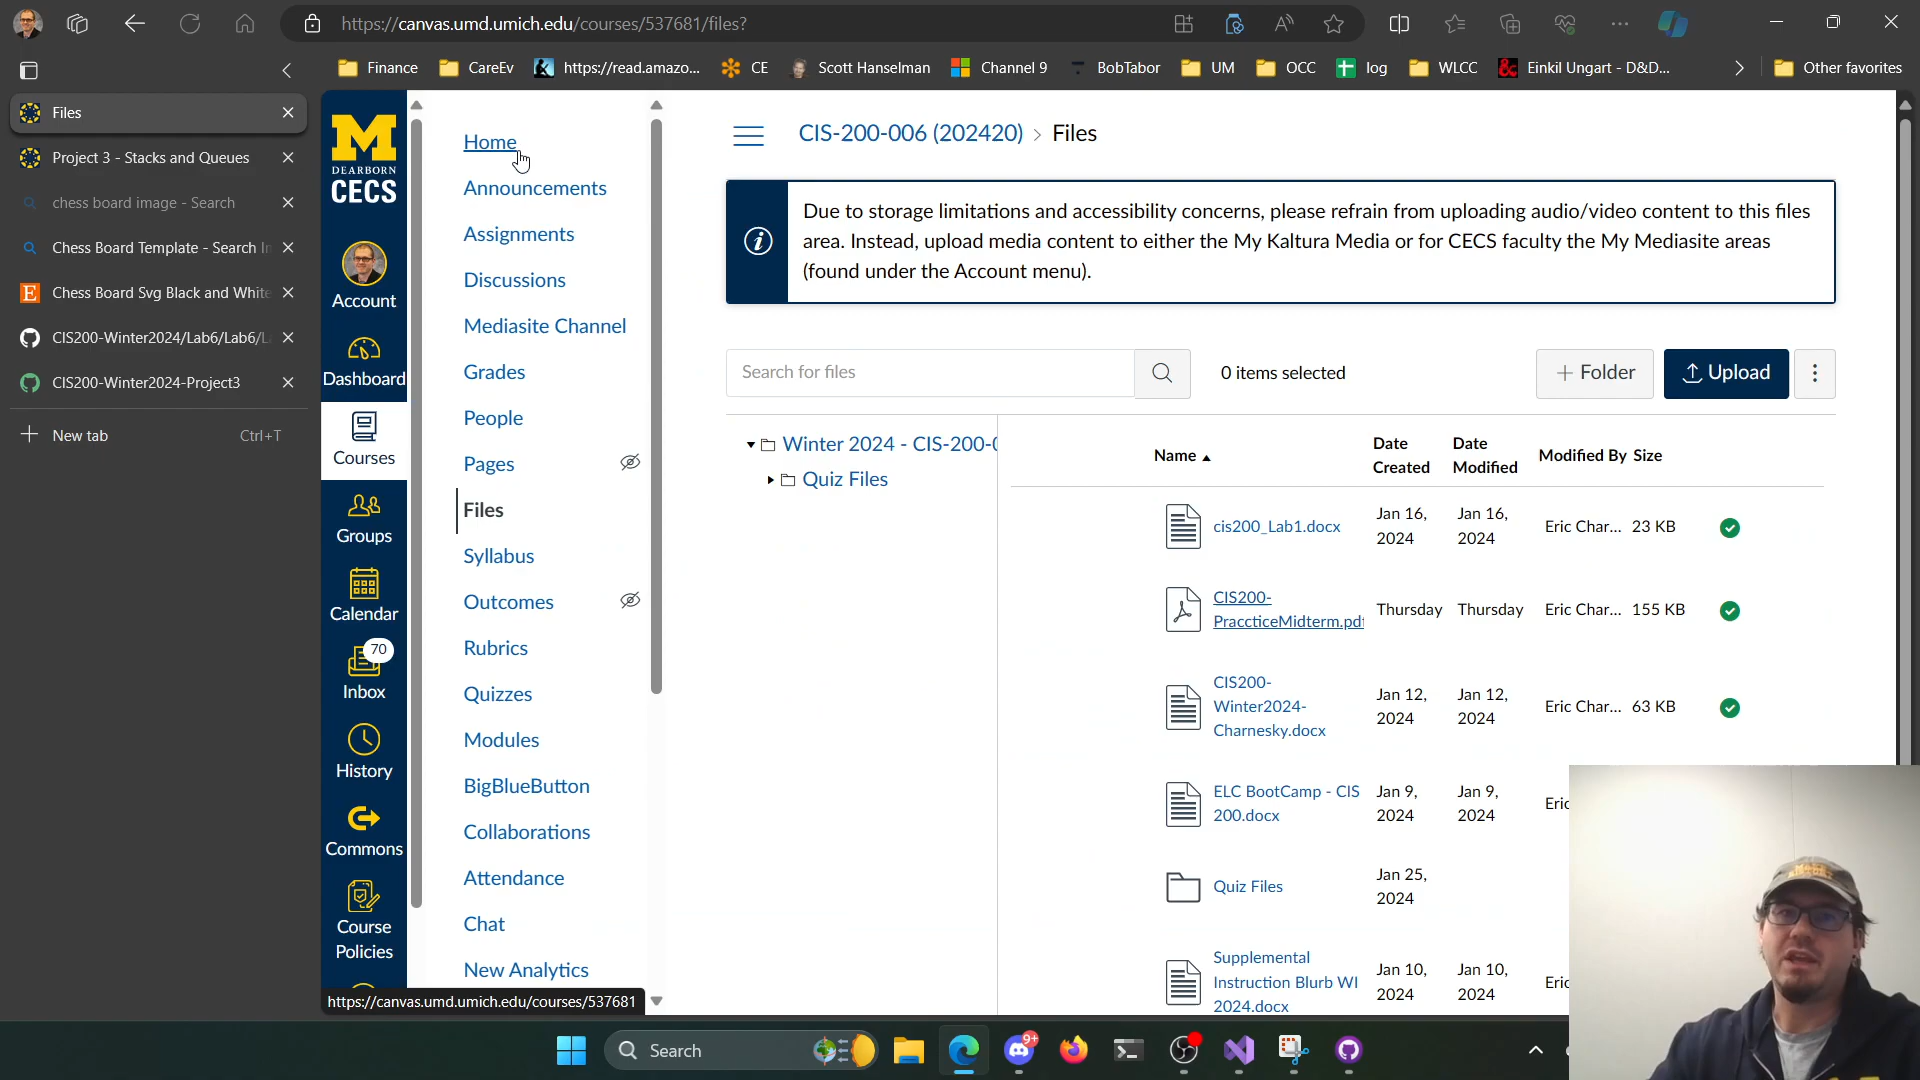 https://canvas.umd.umich.edu/courses/537681/files?
Finance
CareEv
https://read.amazo...
CE
Scott Hanselman
Channel 9
BobTabor
UM
OCC
log
WLCC
Einkil Ungart - D&D...
Other favorites
Files
Project 3 - Stacks and Queues
chess board image - Search
Chess Board Template - Search
Chess Board Svg Black and White
CIS200-Winter2024/Lab6/Lab6/
CIS200-Winter2024-Project3
New tab
Ctrl+T
M
DEARBORN
CECS
Account
Dashboard
Courses
Groups
Calendar
70
Inbox
History
Commons
Course
Policies
Home
Announcements
Assignments
Discussions
Mediasite Channel
Grades
People
Pages
Files
Syllabus
Outcomes
Rubrics
Quizzes
Modules
BigBlueButton
Collaborations
Attendance
Chat
New Analytics
https://canvas.umd.umich.edu/courses/537681
CIS-200-006 (202420) > Files
Due to storage limitations and accessibility concerns, please refrain from uploading audio/video content to this files
area. Instead, upload media content to either the My Kaltura Media or for CECS faculty the My Mediasite areas
(found under the Account menu).
Search for files
0 items selected
+ Folder
Upload
Winter 2024 - CIS-200-
Quiz Files
Name
Date
Created
Date
Modified
Modified By
Size
cis200_Lab1.docx
Jan 16,
2024
Jan 16,
2024
Eric Char...
23 KB
CIS200-
PraccticeMidterm.pdf
Thursday
Thursday
Eric Char...
155 KB
CIS200-
Winter2024-
Charnesky.docx
Jan 12,
2024
Jan 12,
2024
Eric Char...
63 KB
ELC BootCamp - CIS
200.docx
Jan 9,
2024
Jan 9,
2024
Eric
Quiz Files
Jan 25,
2024
Supplemental
Instruction Blurb WI
2024.docx
Jan 10,
2024
Jan 10,
2024
Eric
Search
9+